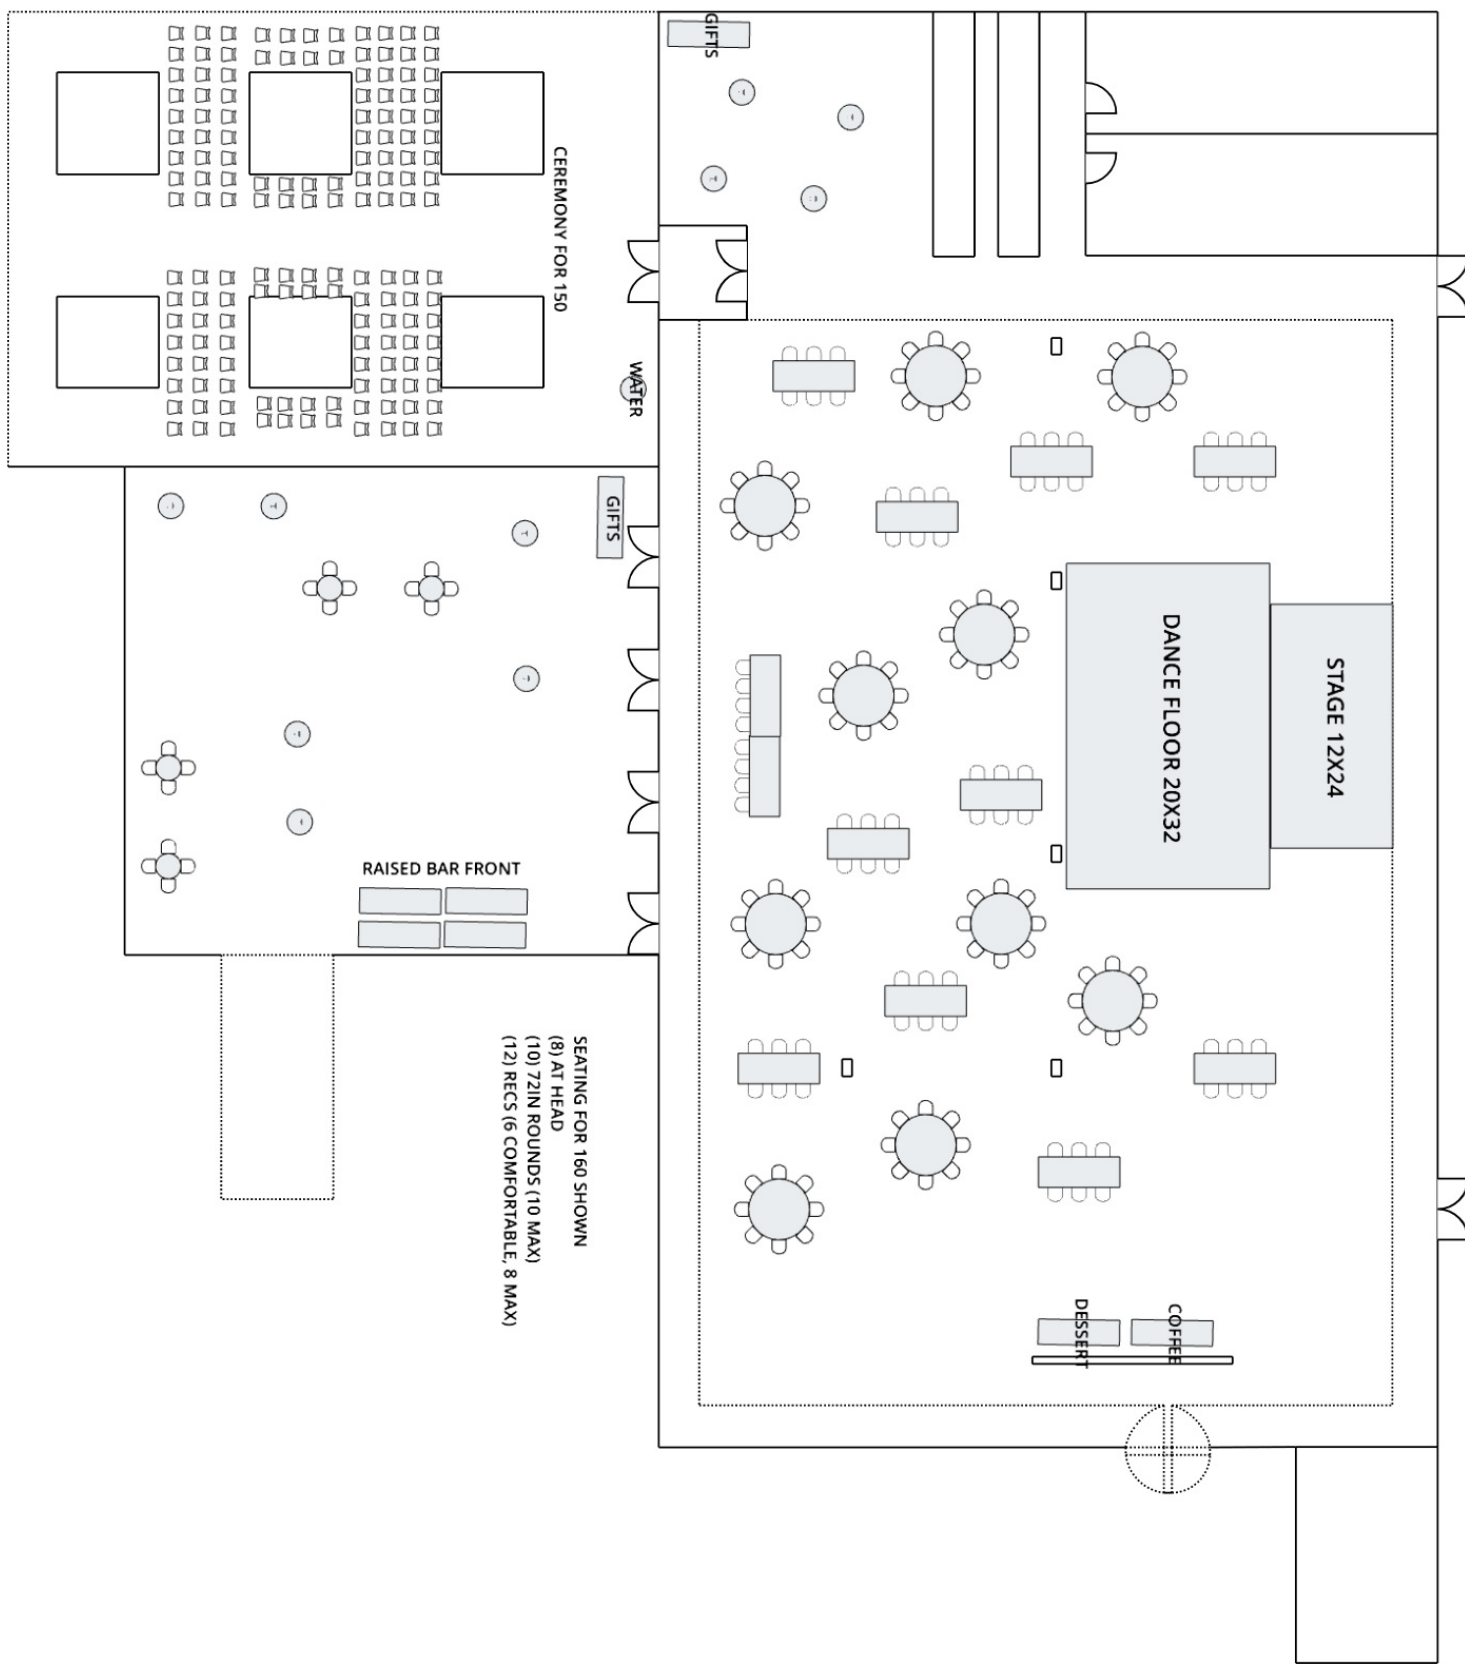 GIFTS
CEREMONY FOR 150
WATER
GIFTS
DANCE FLOOR 20X32
STAGE 12X24
RAISED BAR FRONT
SEATING FOR 160 SHOWN
(8) AT HEAD
(10) 72IN ROUNDS (10 MAX)
(12) RECS (6 COMFORTABLE, 8 MAX)
DESSERT
COFFEE